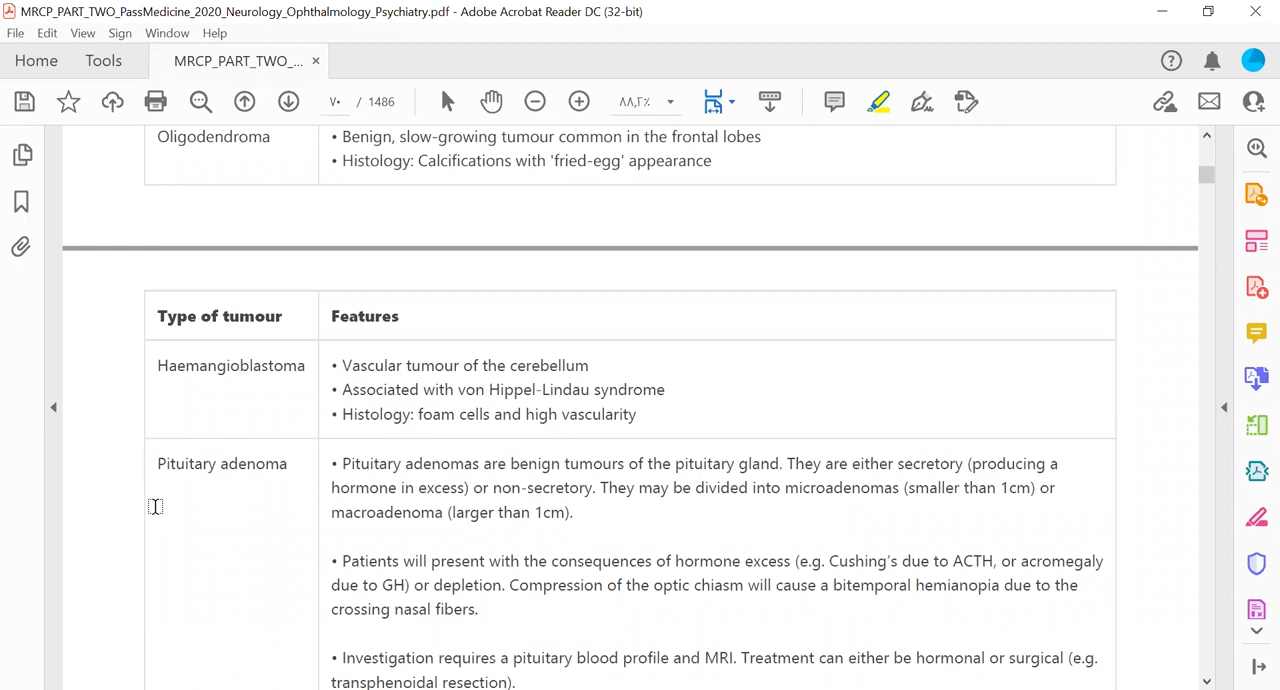 MRCP_PART_TWO_PassMedicine_2020_Neurology_Ophthalmology_Psychiatry.pdf - Adobe Acrobat Reader DC (32-bit)
File Edit View Sign Window Help
Home Tools MRCP_PART_TWO_... ×
٧٠ / 1486 ٨٨٫٢٪
Oligodendroma
• Benign, slow-growing tumour common in the frontal lobes
• Histology: Calcifications with 'fried-egg' appearance
Type of tumour Features
Haemangioblastoma
• Vascular tumour of the cerebellum
• Associated with von Hippel-Lindau syndrome
• Histology: foam cells and high vascularity
Pituitary adenoma
• Pituitary adenomas are benign tumours of the pituitary gland. They are either secretory (producing a
hormone in excess) or non-secretory. They may be divided into microadenomas (smaller than 1cm) or
macroadenoma (larger than 1cm).
• Patients will present with the consequences of hormone excess (e.g. Cushing's due to ACTH, or acromegaly
due to GH) or depletion. Compression of the optic chiasm will cause a bitemporal hemianopia due to the
crossing nasal fibers.
• Investigation requires a pituitary blood profile and MRI. Treatment can either be hormonal or surgical (e.g.
transphenoidal resection).